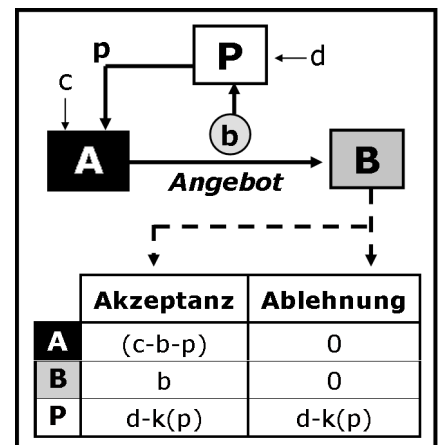 p
P
d
c
b
A
B
Angebot
Akzeptanz Ablehnung
A (c-b-p) 0
B b 0
P d-k(p) d-k(p)